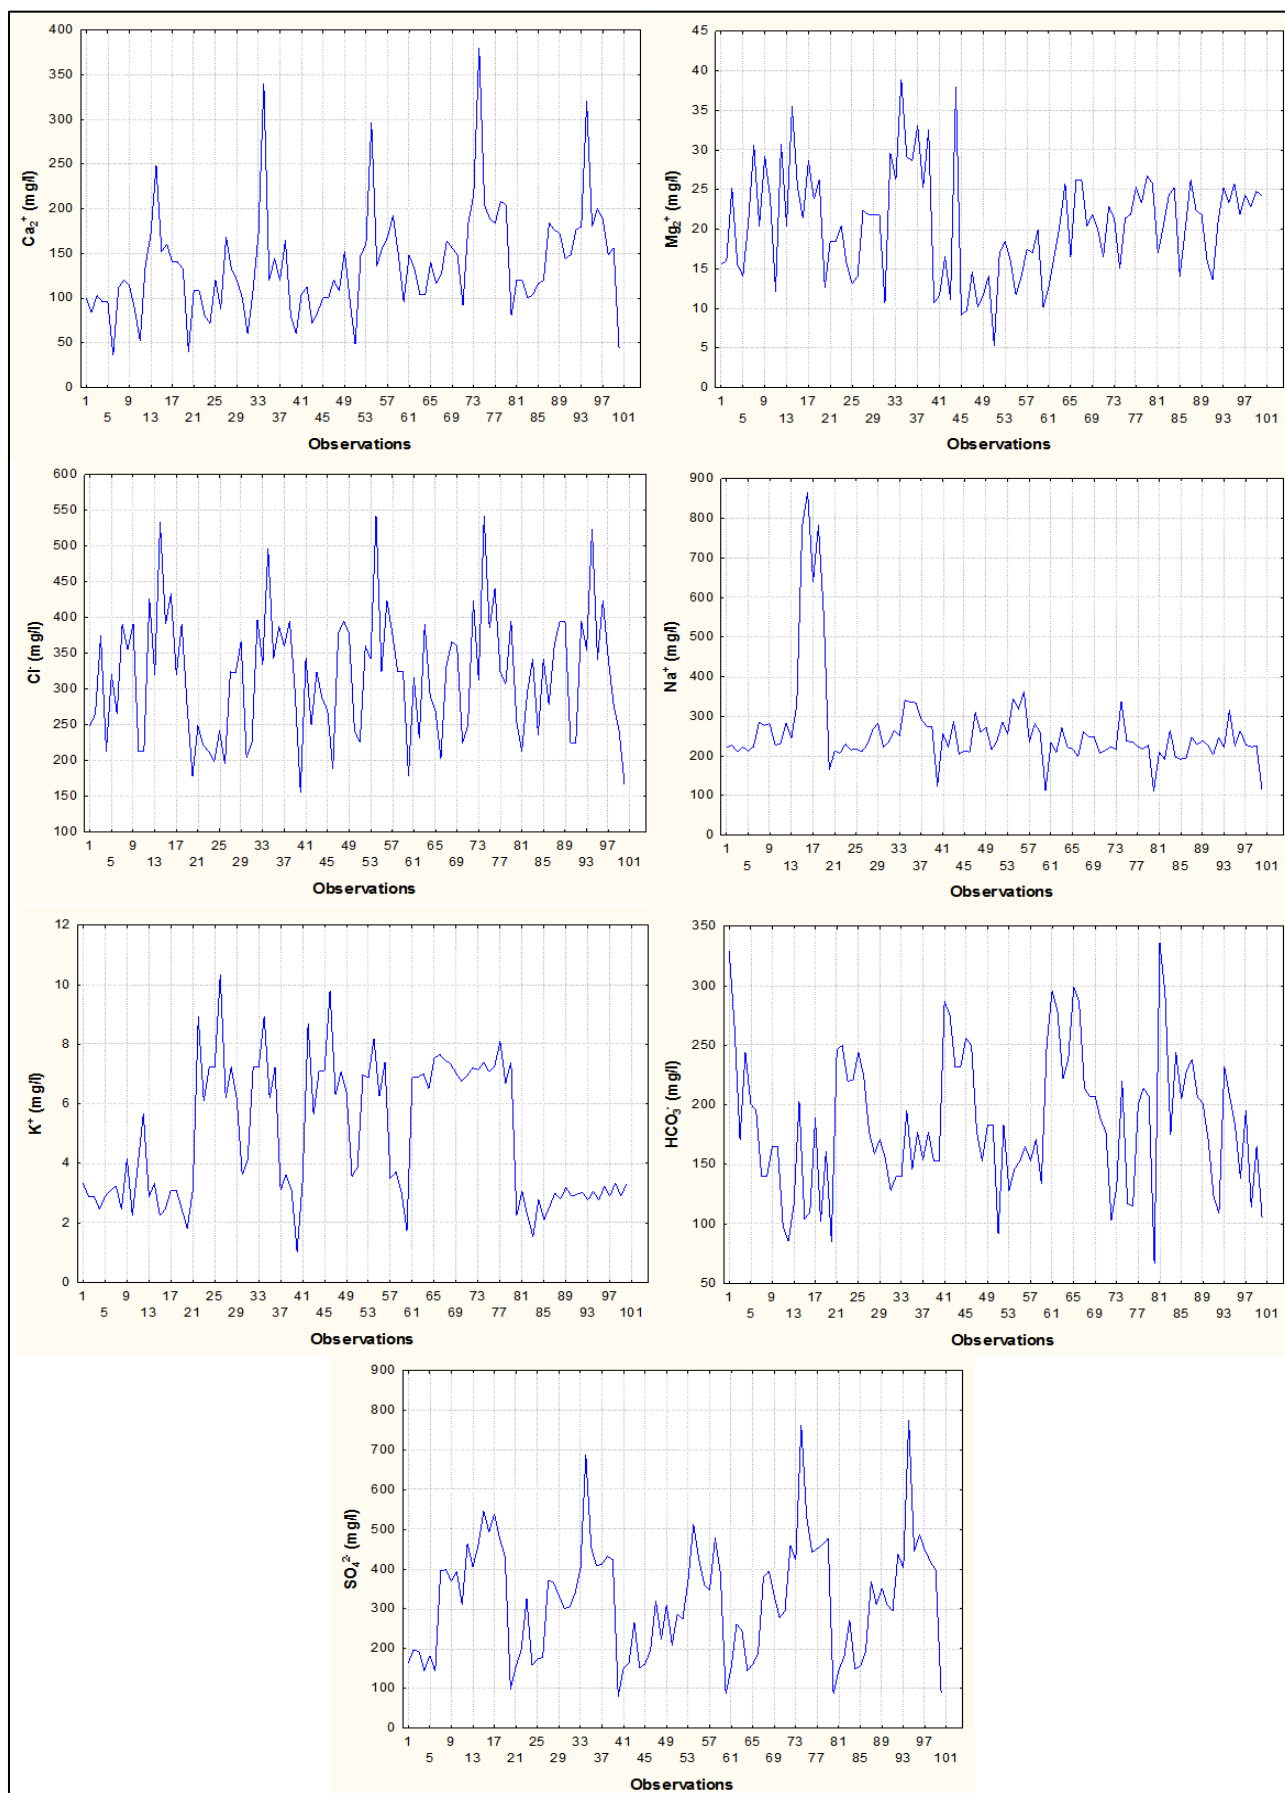 400
350
300
250
200
150
100
50
0
Ca₂⁺ (mg/l)
1 9 17 25 33 41 49 57 65 73 81 89 97
5 13 21 29 37 45 53 61 69 77 85 93 101
Observations
45
40
35
30
25
20
15
10
5
0
Mg₂⁺ (mg/l)
1 9 17 25 33 41 49 57 65 73 81 89 97
5 13 21 29 37 45 53 61 69 77 85 93 101
Observations
600
550
500
450
400
350
300
250
200
150
100
Cl⁻ (mg/l)
1 9 17 25 33 41 49 57 65 73 81 89 97
5 13 21 29 37 45 53 61 69 77 85 93 101
Observations
900
800
700
600
500
400
300
200
100
0
Na⁺ (mg/l)
1 9 17 25 33 41 49 57 65 73 81 89 97
5 13 21 29 37 45 53 61 69 77 85 93 101
Observations
12
10
8
6
4
2
0
K⁺ (mg/l)
1 9 17 25 33 41 49 57 65 73 81 89 97
5 13 21 29 37 45 53 61 69 77 85 93 101
Observations
350
300
250
200
150
100
50
HCO₃⁻ (mg/l)
1 9 17 25 33 41 49 57 65 73 81 89 97
5 13 21 29 37 45 53 61 69 77 85 93 101
Observations
900
800
700
600
500
400
300
200
100
0
SO₄²⁻ (mg/l)
1 9 17 25 33 41 49 57 65 73 81 89 97
5 13 21 29 37 45 53 61 69 77 85 93 101
Observations